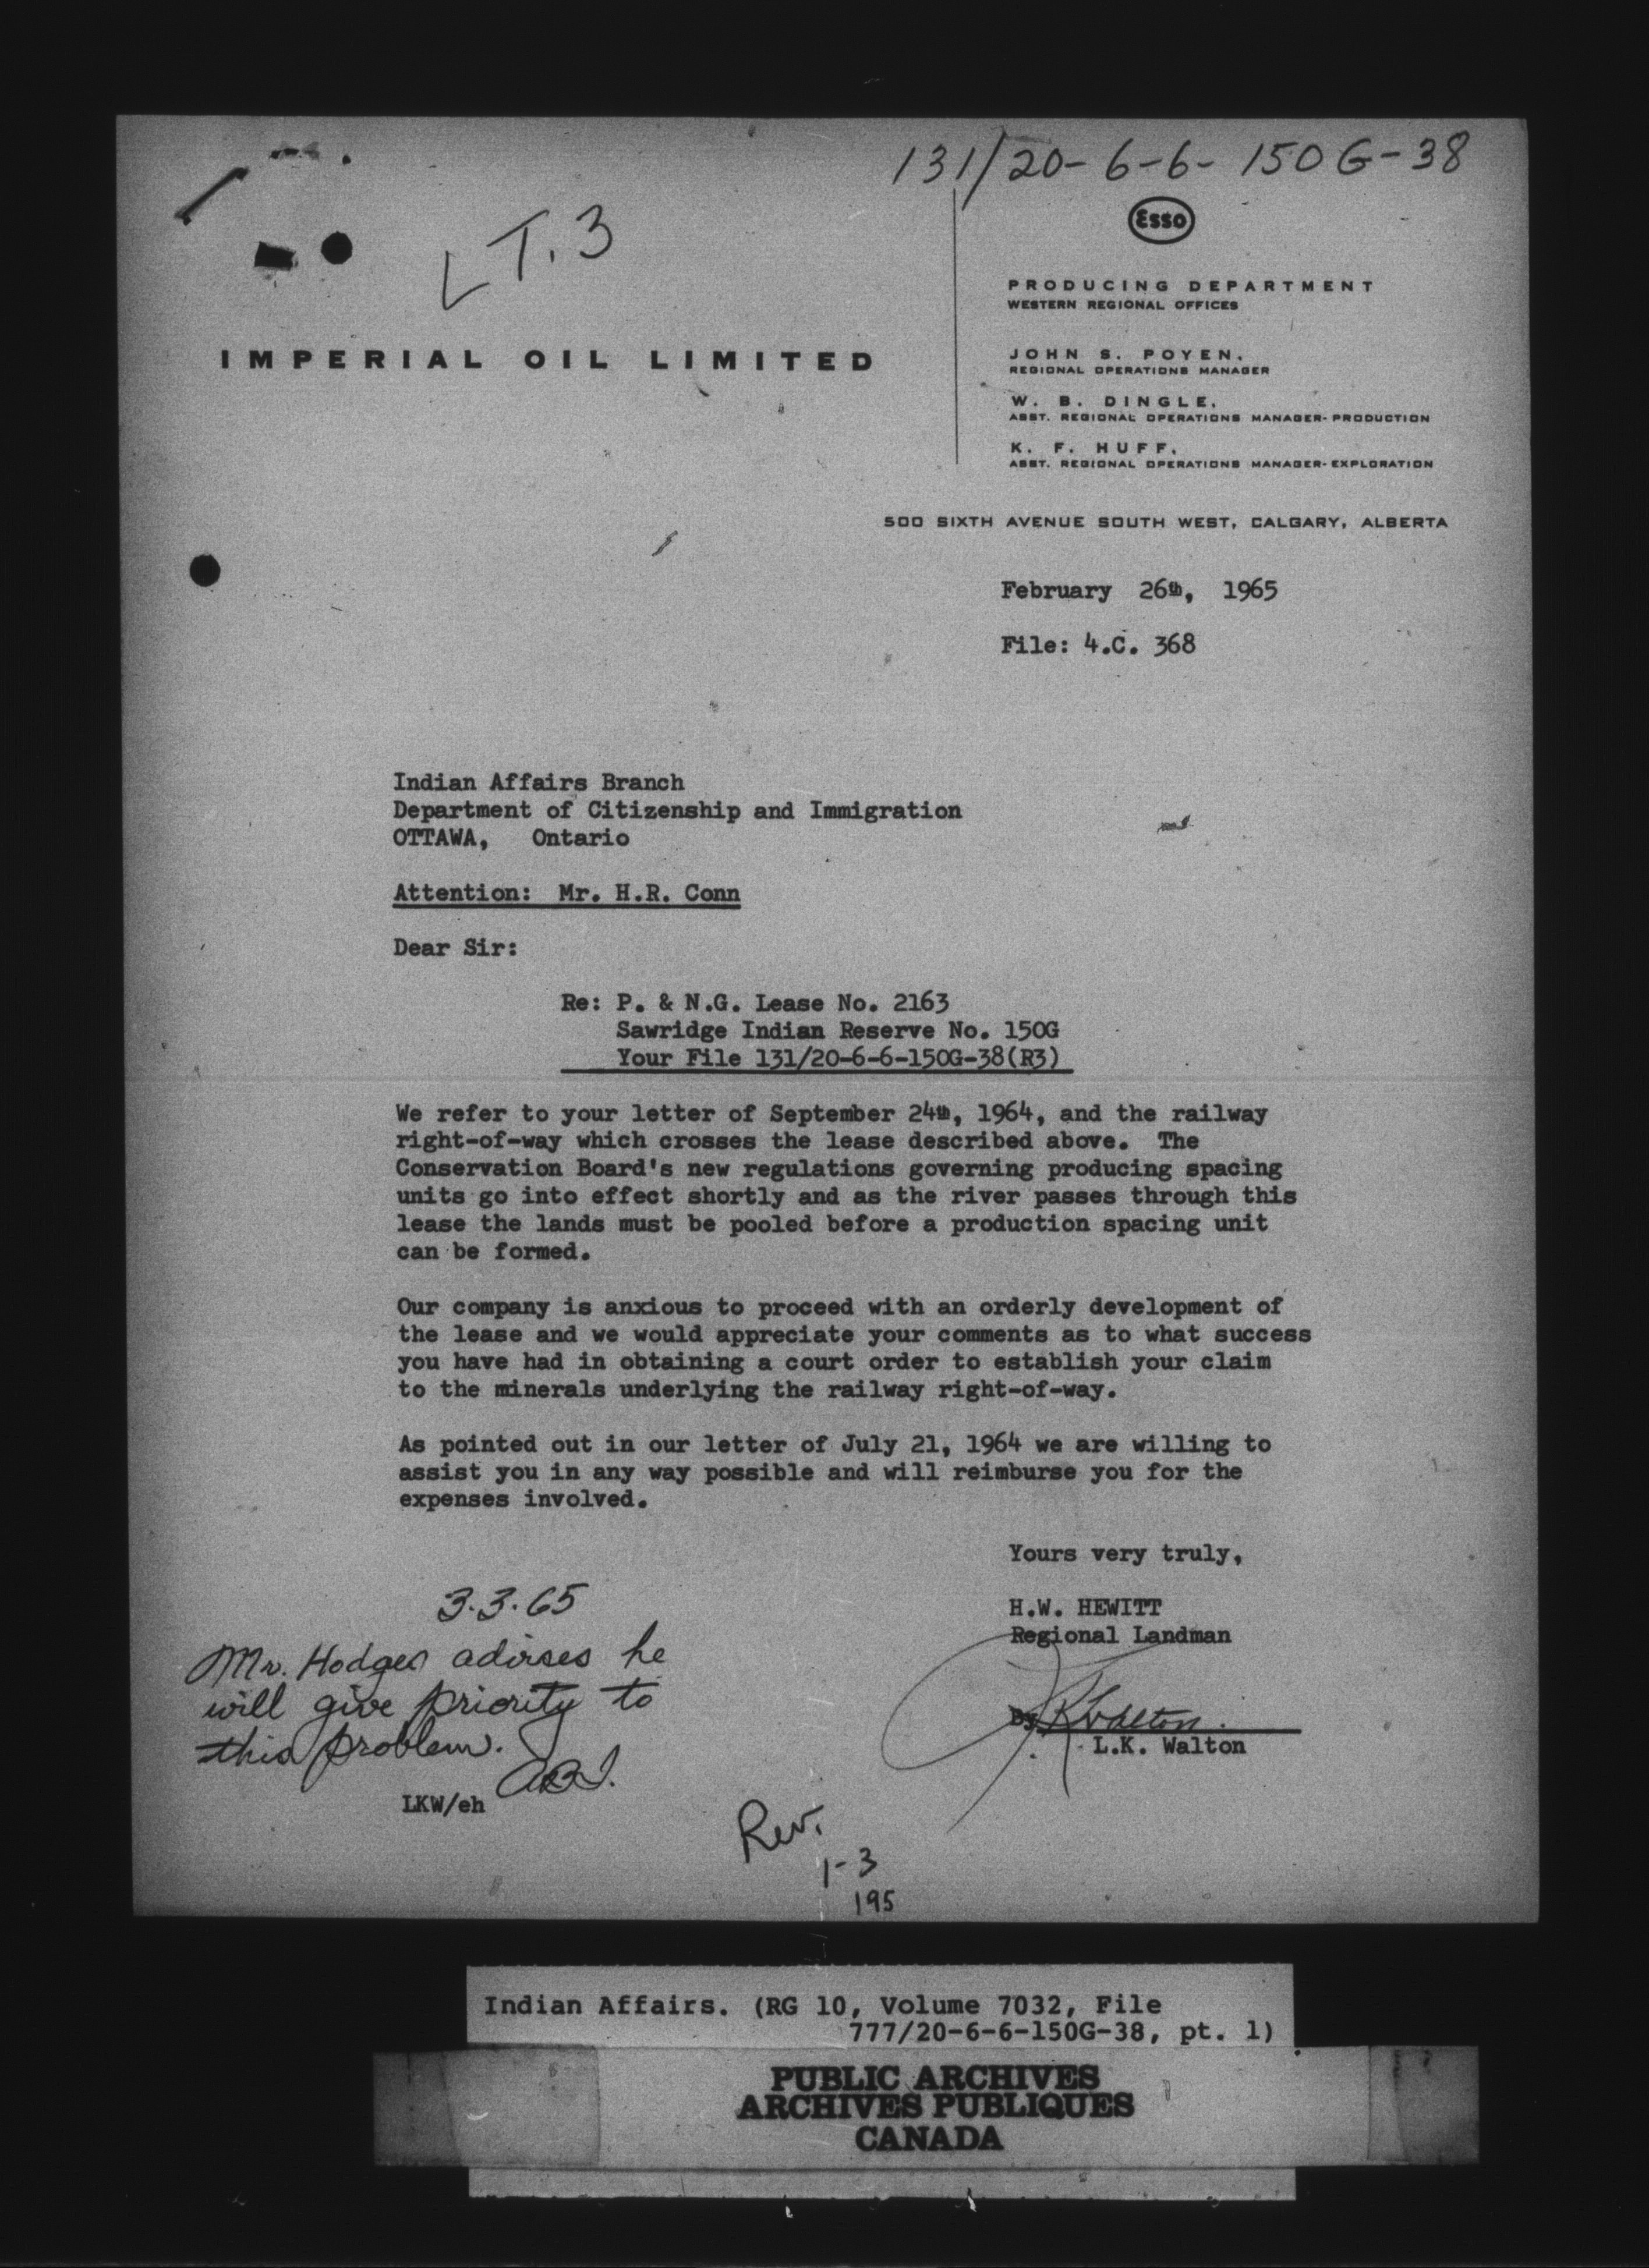 131/20-6-6-150G-38
LT.3
Esso
PRODUCING DEPARTMENT
WESTERN REGIONAL OFFICES
IMPERIAL OIL LIMITED
JOHN S. POYEN,
REGIONAL OPERATIONS MANAGER
W. B. DINGLE,
ASST. REGIONAL OPERATIONS MANAGER-PRODUCTION
K. F. HUFF,
ASST. REGIONAL OPERATIONS MANAGER-EXPLORATION
500 SIXTH AVENUE SOUTH WEST, CALGARY, ALBERTA
February 26th, 1965
File: 4.C. 368
Indian Affairs Branch
Department of Citizenship and Immigration
OTTAWA, Ontario
Attention: Mr. H.R. Conn
Dear Sir:
Re: P. & N.G. Lease No. 2163
Sawridge Indian Reserve No. 150G
Your File 131/20-6-6-150G-38(R3)
We refer to your letter of September 24th, 1964, and the railway
right-of-way which crosses the lease described above. The
Conservation Board's new regulations governing producing spacing
units go into effect shortly and as the river passes through this
lease the lands must be pooled before a production spacing unit
can be formed.
Our company is anxious to proceed with an orderly development of
the lease and we would appreciate your comments as to what success
you have had in obtaining a court order to establish your claim
to the minerals underlying the railway right-of-way.
As pointed out in our letter of July 21, 1964 we are willing to
assist you in any way possible and will reimburse you for the
expenses involved.
Yours very truly,
H.W. HEWITT
Regional Landman
By LKWalton.
L.K. Walton
3.3.65
Mr. Hodges advises he
will give priority to
this problem.
LKW/eh
Rev.
1-3
195
Indian Affairs. (RG 10, Volume 7032, File
777/20-6-6-150G-38, pt. 1)
PUBLIC ARCHIVES
ARCHIVES PUBLIQUES
CANADA